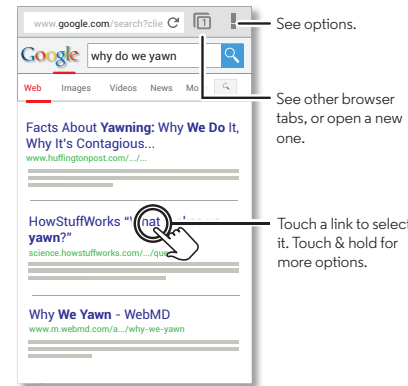 www.google.com/search?clie
1
See options.
Google
why do we yawn
See other browser
tabs, or open a new
one.
Web Images Videos News Mo
Facts About Yawning: Why We Do It,
Why It's Contagious...
www.huffingtonpost.com/.../...
HowStuffWorks "What
yawn?"
science.howstuffworks.com/.../que
Touch a link to select
it. Touch & hold for
more options.
Why We Yawn - WebMD
www.m.webmd.com/a.../why-we-yawn